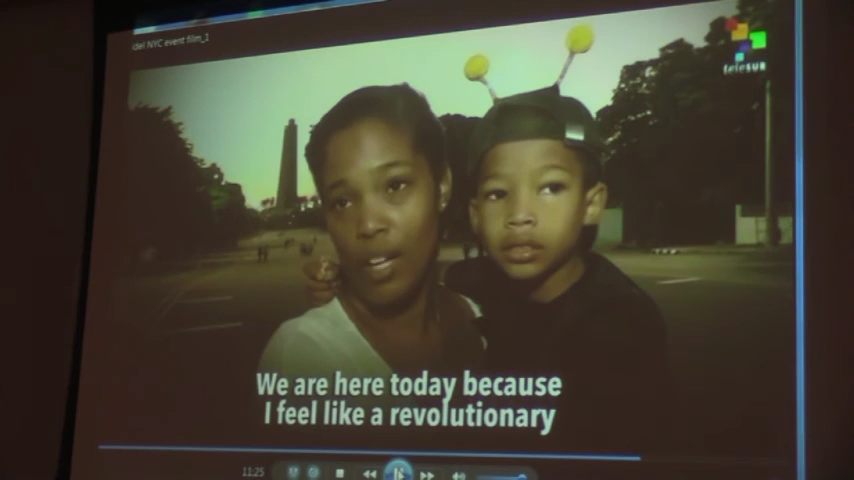 idel NYC event film_1
teleSUR
We are here today because
I feel like a revolutionary
11:25